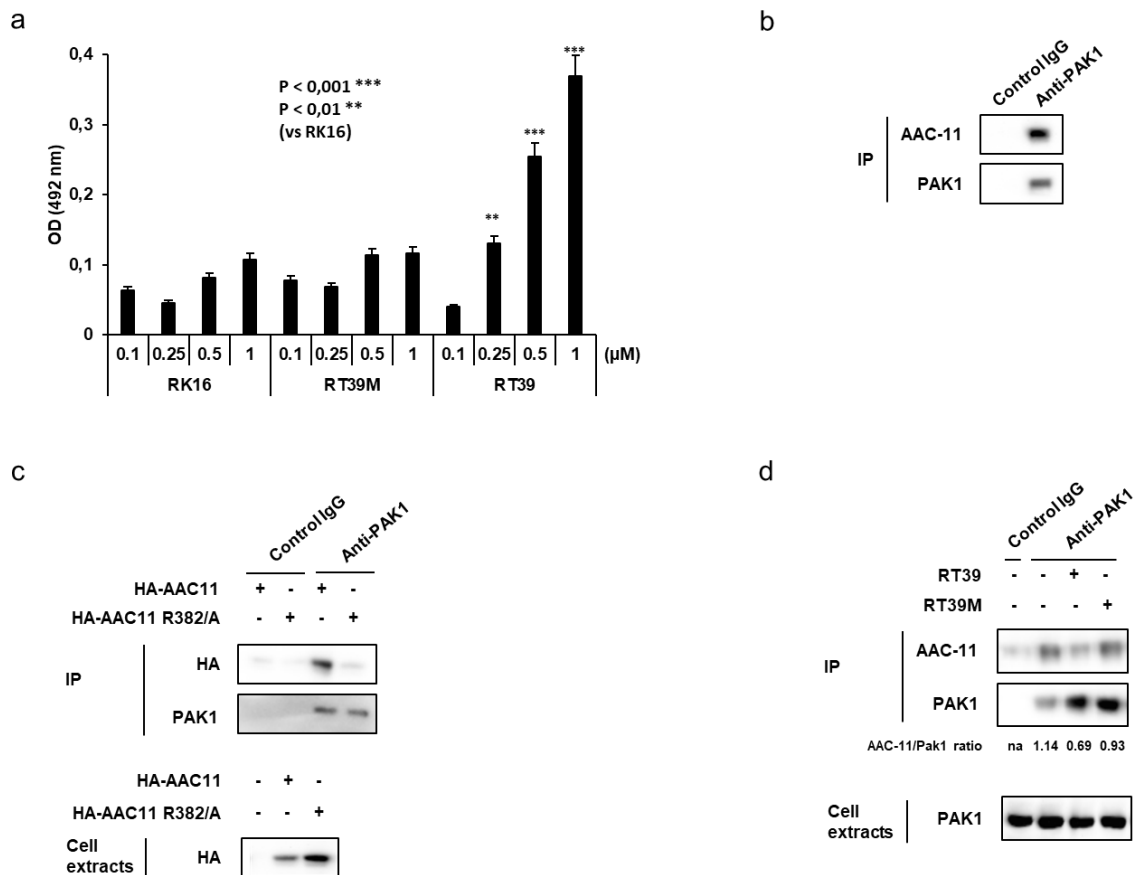 a
0,4
0,3
0,2
0,1
0
OD (492 nm)
P < 0,001 ***
P < 0,01 **
(vs RK16)
**
***
***
0.1 0.25 0.5 1 0.1 0.25 0.5 1 0.1 0.25 0.5 1 (µM)
RK16 RT39M RT39
b
Control IgG
Anti-PAK1
IP
AAC-11
PAK1
c
Control IgG
Anti-PAK1
HA-AAC11 + - + -
HA-AAC11 R382/A - + - +
IP
HA
PAK1
HA-AAC11 - + -
HA-AAC11 R382/A - - +
Cell extracts
HA
d
Control IgG
Anti-PAK1
RT39 - - + -
RT39M - - - +
IP
AAC-11
PAK1
AAC-11/Pak1 ratio na 1.14 0.69 0.93
Cell
extracts
PAK1